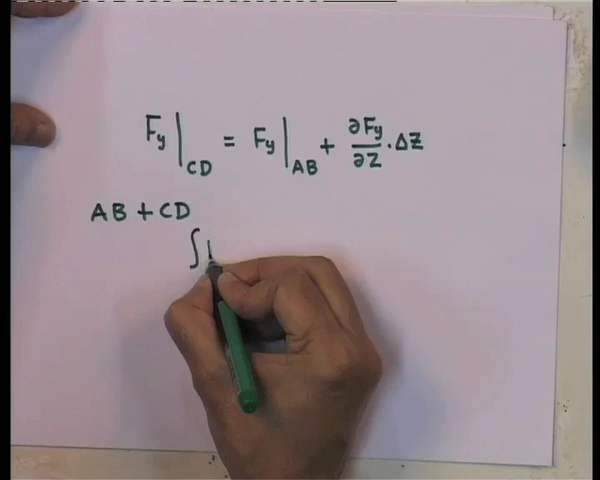 Fy|CD = Fy|AB + ∂Fy/∂Z · ΔZ
AB + CD
∫